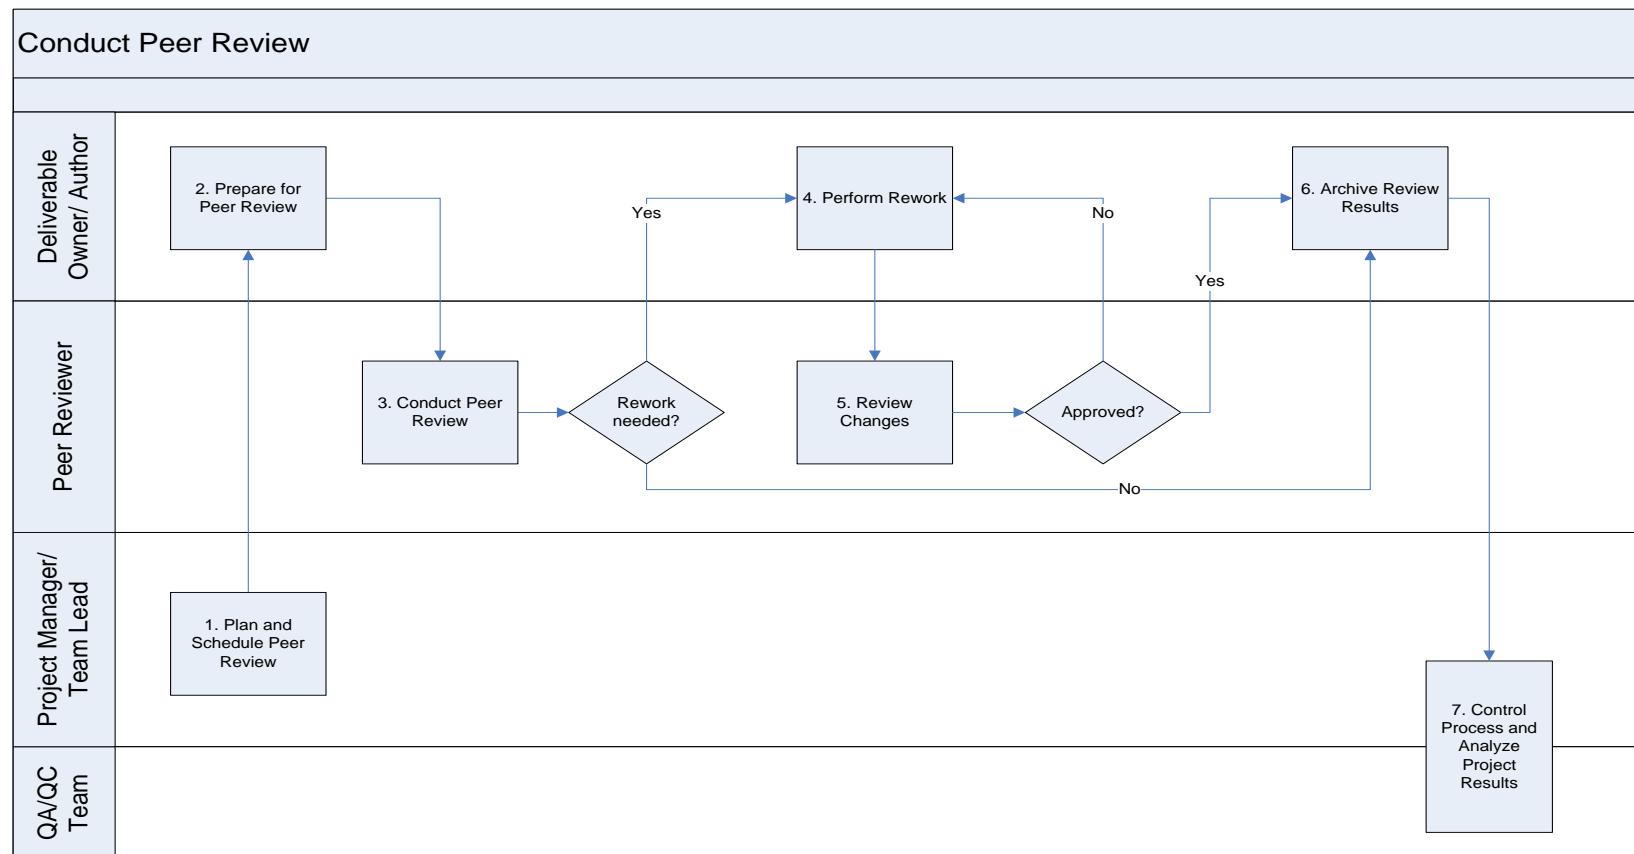 Conduct Peer Review
Deliverable
Owner/ Author
2. Prepare for
Peer Review
Yes
4. Perform Rework
No
6. Archive Review
Results
Yes
Peer Reviewer
3. Conduct Peer
Review
Rework
needed?
5. Review
Changes
Approved?
No
Project Manager/
Team Lead
1. Plan and
Schedule Peer
Review
7. Control
Process and
Analyze
Project
Results
QA/QC
Team